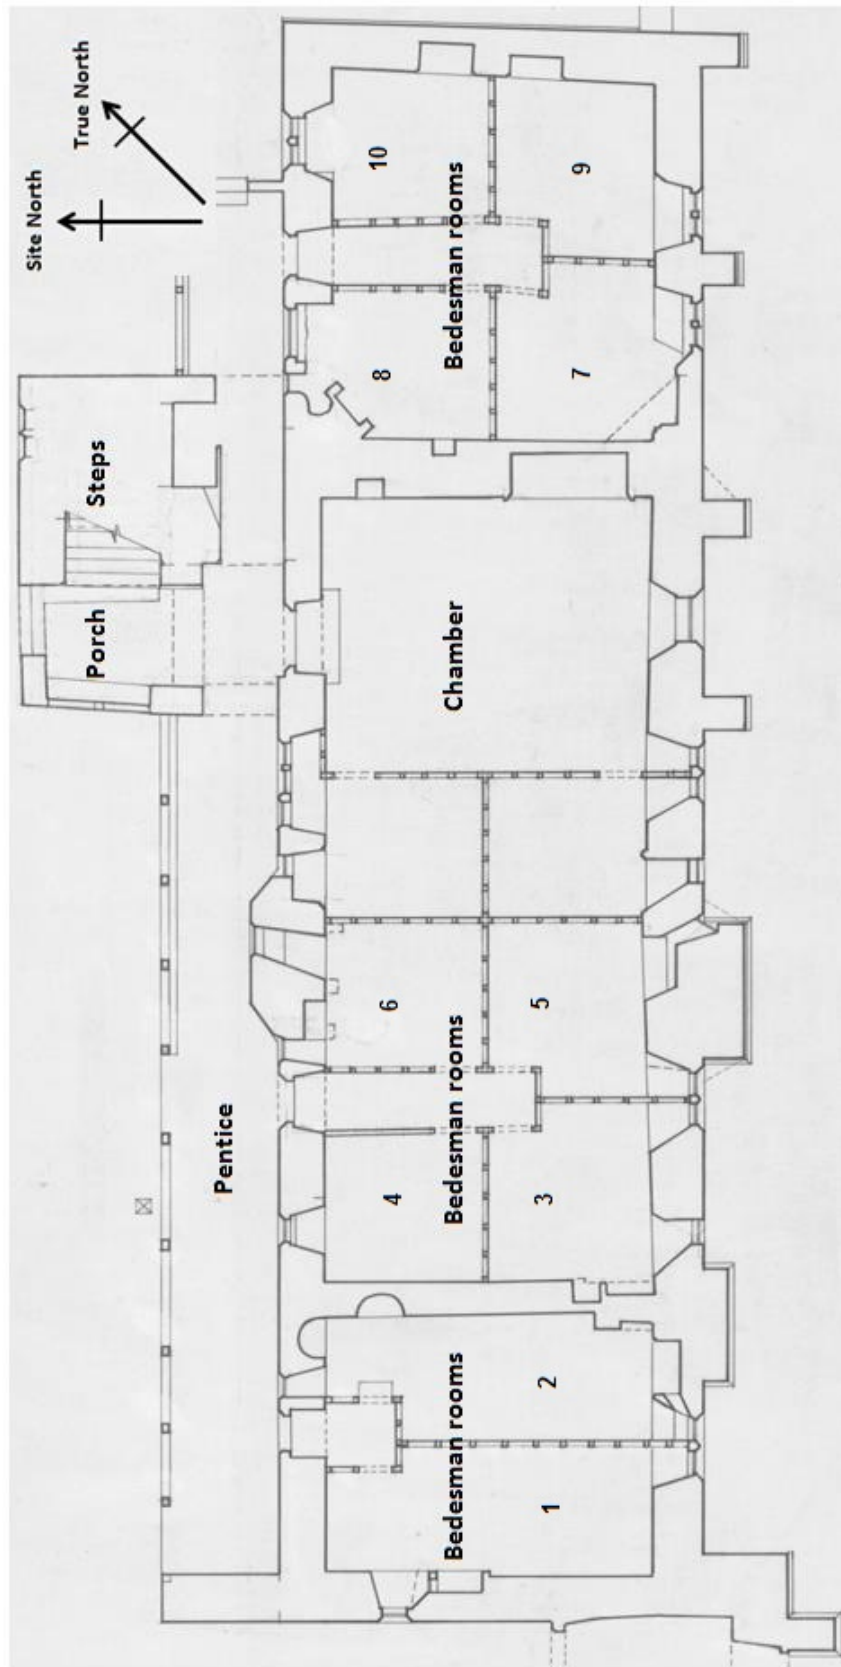 Site North
True North
Steps
Porch
Pentice
10
9
Bedesman rooms
8
7
Chamber
6
5
Bedesman rooms
4
3
2
Bedesman rooms
1